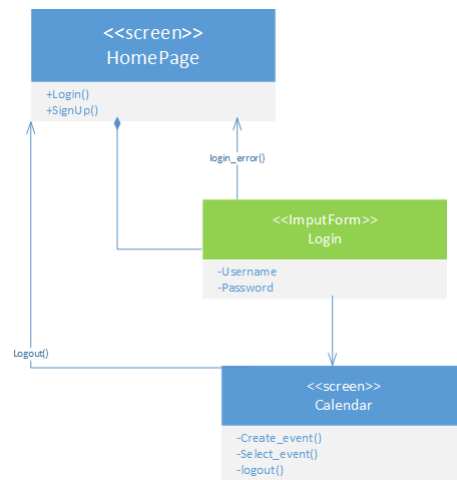 <<screen>>
HomePage
+Login()
+SignUp()
login_error()
<<ImputForm>>
Login
-Username
-Password
Logout()
<<screen>>
Calendar
-Create_event()
-Select_event()
-logout()